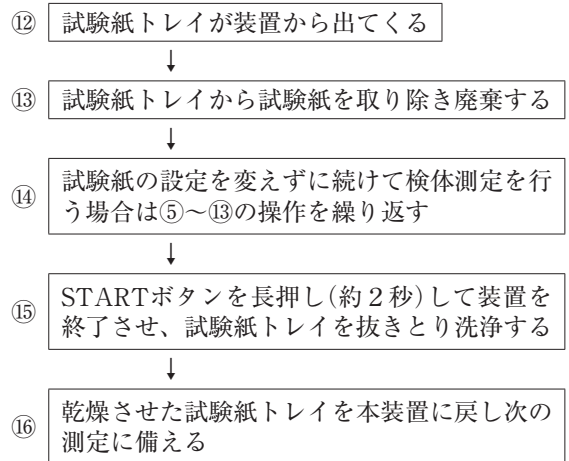 ⑫ 試験紙トレイが装置から出てくる
↓
⑬ 試験紙トレイから試験紙を取り除き廃棄する
↓
⑭ 試験紙の設定を変えずに続けて検体測定を行
う場合は⑤～⑬の操作を繰り返す
↓
⑮ STARTボタンを長押し(約2秒)して装置を
終了させ、試験紙トレイを抜きとり洗浄する
↓
⑯ 乾燥させた試験紙トレイを本装置に戻し次の
測定に備える